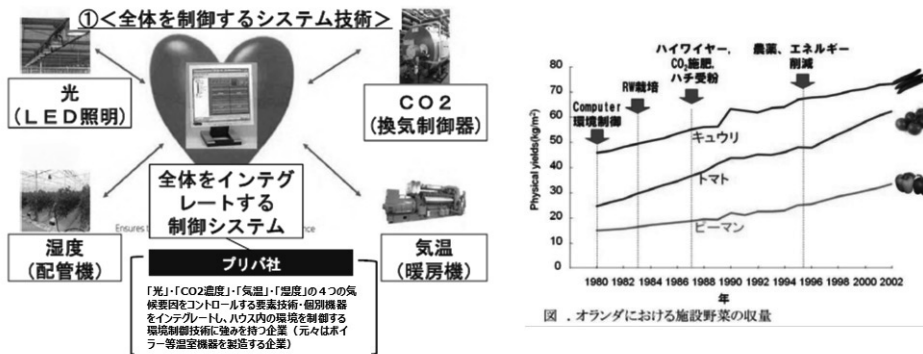 ①<全体を制御するシステム技術>
光
(LED照明)
CO2
(換気制御器)
全体をインテグ
レートする
制御システム
Ensures t
nce
湿度
(配管機)
気温
(暖房機)
プリバ社
「光」・「CO2濃度」・「気温」・「湿度」の４つの気
候要因をコントロールする要素技術・個別機器
をインテグレートし、ハウス内の環境を制御する
環境制御技術に強みを持つ企業（元々はボイ
ラー等温室機器を製造する企業）
ハイワイヤー,
CO₂施肥,
ハチ受粉
農薬、エネルギー
削減
RW栽培
Computer
環境制御
Physical yields(kg/m²)
80
70
60
50
40
30
20
10
0
キュウリ
トマト
ピーマン
1980 1982 1984 1986 1988 1990 1992 1994 1996 1998 2000 2002
年
図 ．オランダにおける施設野菜の収量